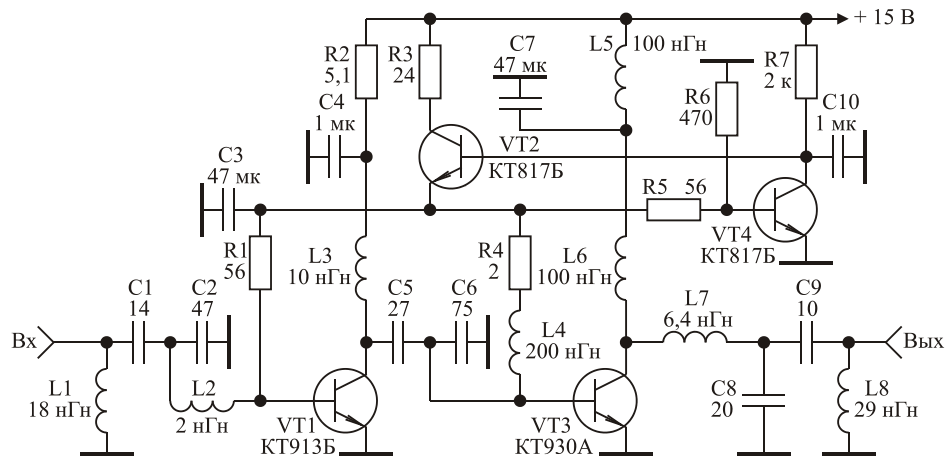 + 15 В
R2
5,1
R3
24
C7
47 мк
L5
100 нГн
R7
2 к
R6
470
C4
1 мк
C10
1 мк
VT2
КТ817Б
C3
47 мк
R5 56
VT4
КТ817Б
R1
56
L3
10 нГн
R4
2
L6
100 нГн
C1
14
C2
47
C5
27
C6
75
L4
200 нГн
L7
6,4 нГн
C9
10
Вх
Вых
L1
18 нГн
L2
2 нГн
VT1
КТ913Б
VT3
КТ930А
C8
20
L8
29 нГн